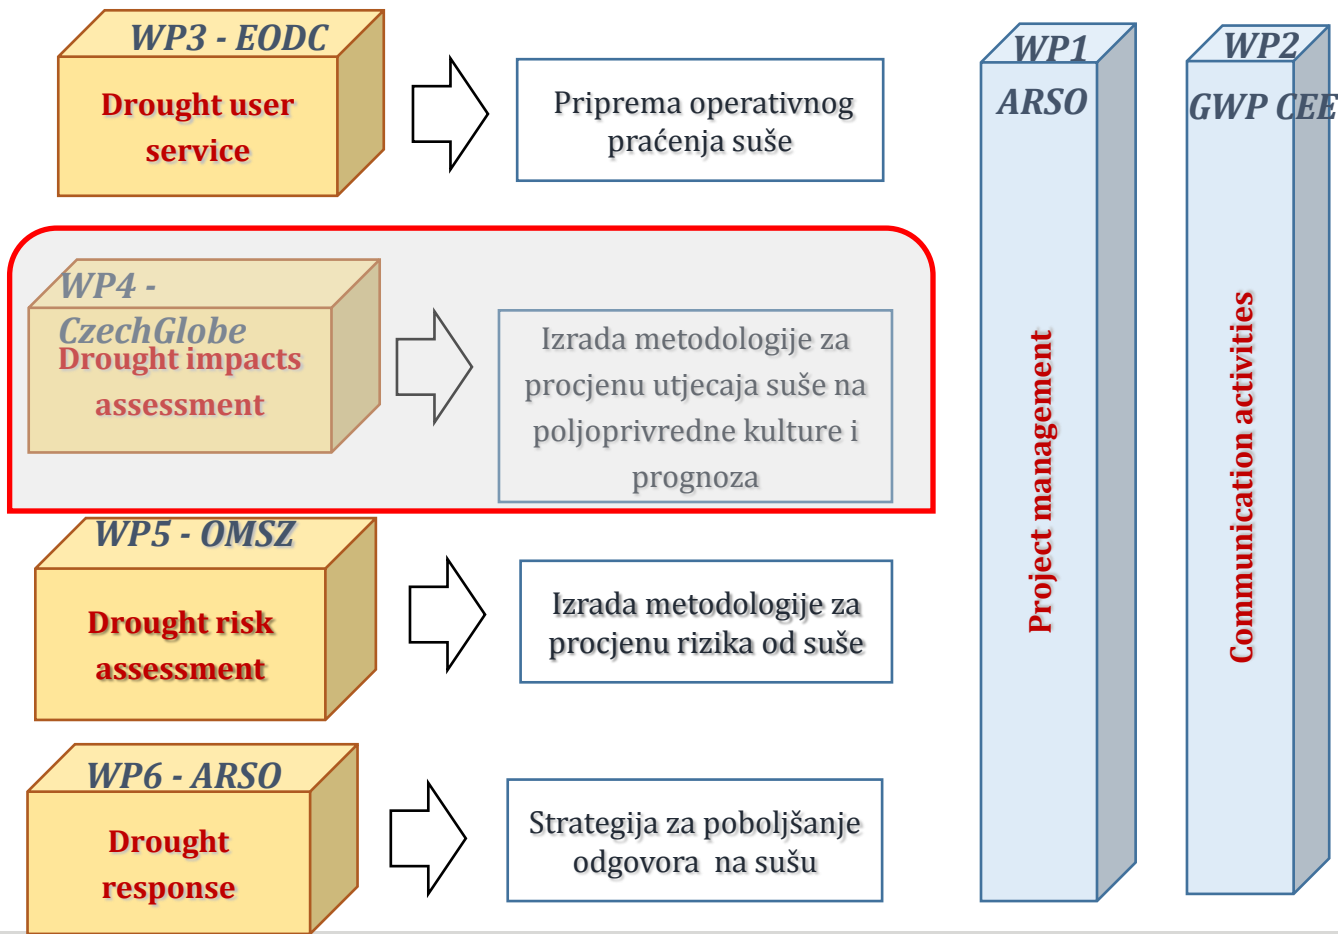 WP3 - EODC
Drought user
service
Priprema operativnog
praćenja suše
WP4 -
CzechGlobe
Drought impacts
assessment
Izrada metodologije za
procjenu utjecaja suše na
poljoprivredne kulture i
prognoza
WP5 - OMSZ
Drought risk
assessment
Izrada metodologije za
procjenu rizika od suše
WP6 - ARSO
Drought
response
Strategija za poboljšanje
odgovora na sušu
WP1
ARSO
Project management
WP2
GWP CEE
Communication activities